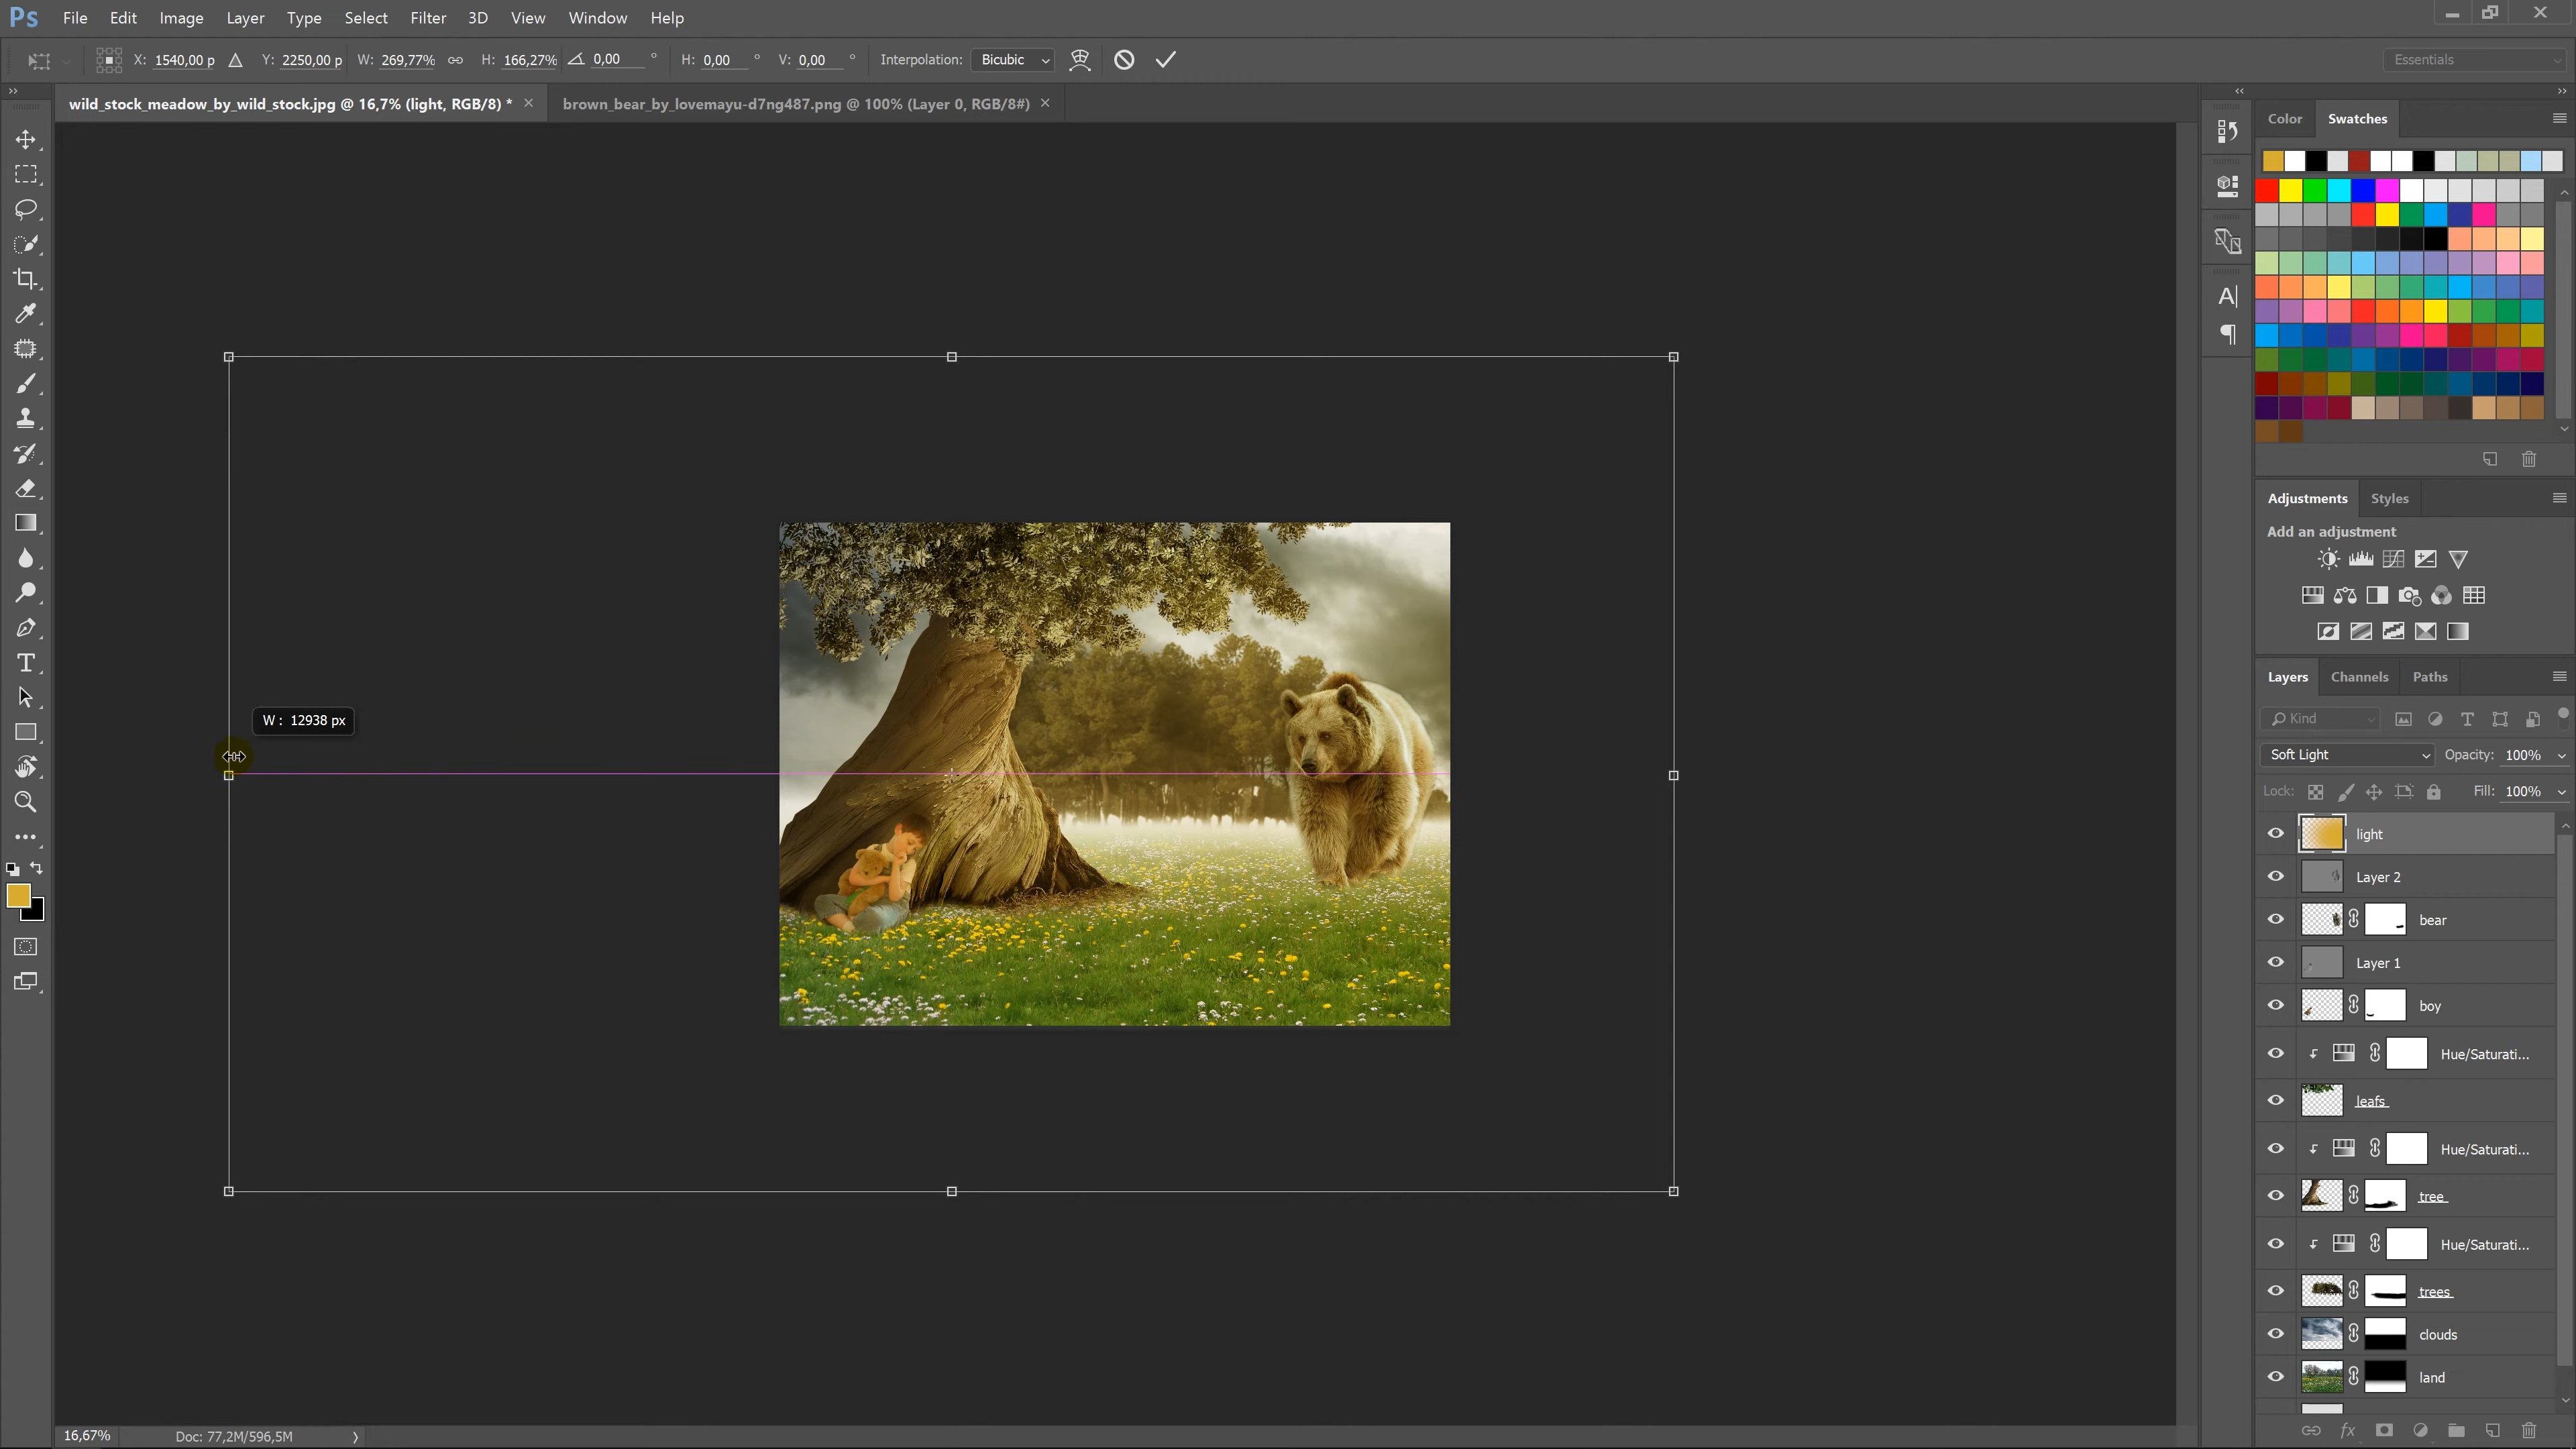 Ps File Edit Image Layer Type Select Filter 3D View Window Help
X: 1540,00 p Y: 2250,00 p W: 269,77% H: 166,27% 0,00 ° H: 0,00 ° V: 0,00 ° Interpolation: Bicubic Essentials
wild_stock_meadow_by_wild_stock.jpg @ 16,7% (light, RGB/8) * × brown_bear_by_lovemayu-d7ng487.png @ 100% (Layer 0, RGB/8#) ×
Color Swatches
Adjustments Styles
Add an adjustment
Layers Channels Paths
W : 12938 px
Kind
Soft Light Opacity: 100%
Lock: Fill: 100%
light
Layer 2
bear
Layer 1
boy
Hue/Saturati...
leafs
Hue/Saturati...
tree
Hue/Saturati...
trees
clouds
land
fx
16,67% Doc: 77,2M/596,5M